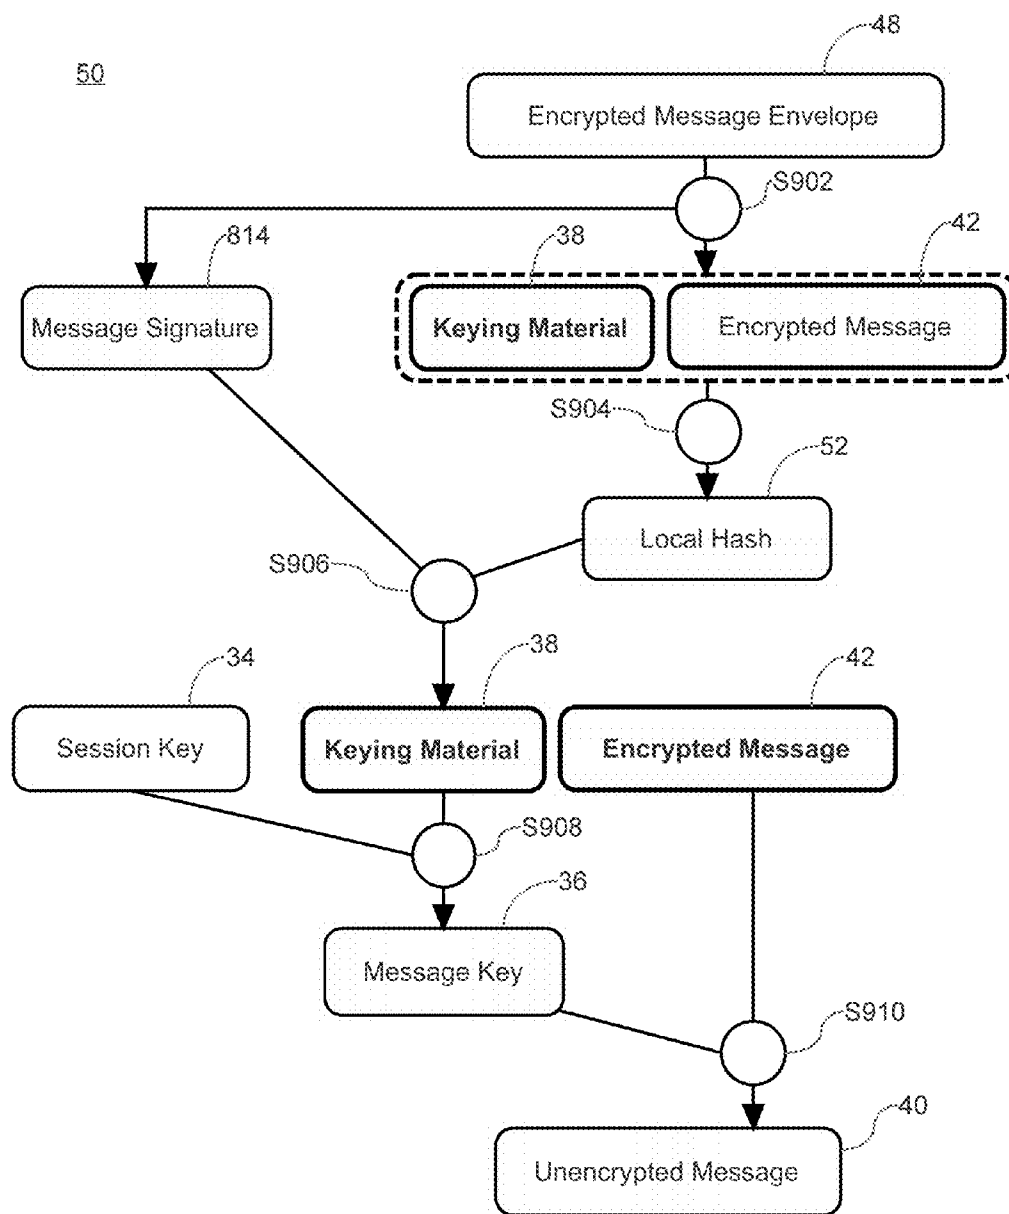 48
50
Encrypted Message Envelope
S902
814
38
42
Message Signature
Keying Material
Encrypted Message
S904
52
Local Hash
S906
34
38
42
Session Key
Keying Material
Encrypted Message
S908
36
Message Key
S910
40
Unencrypted Message